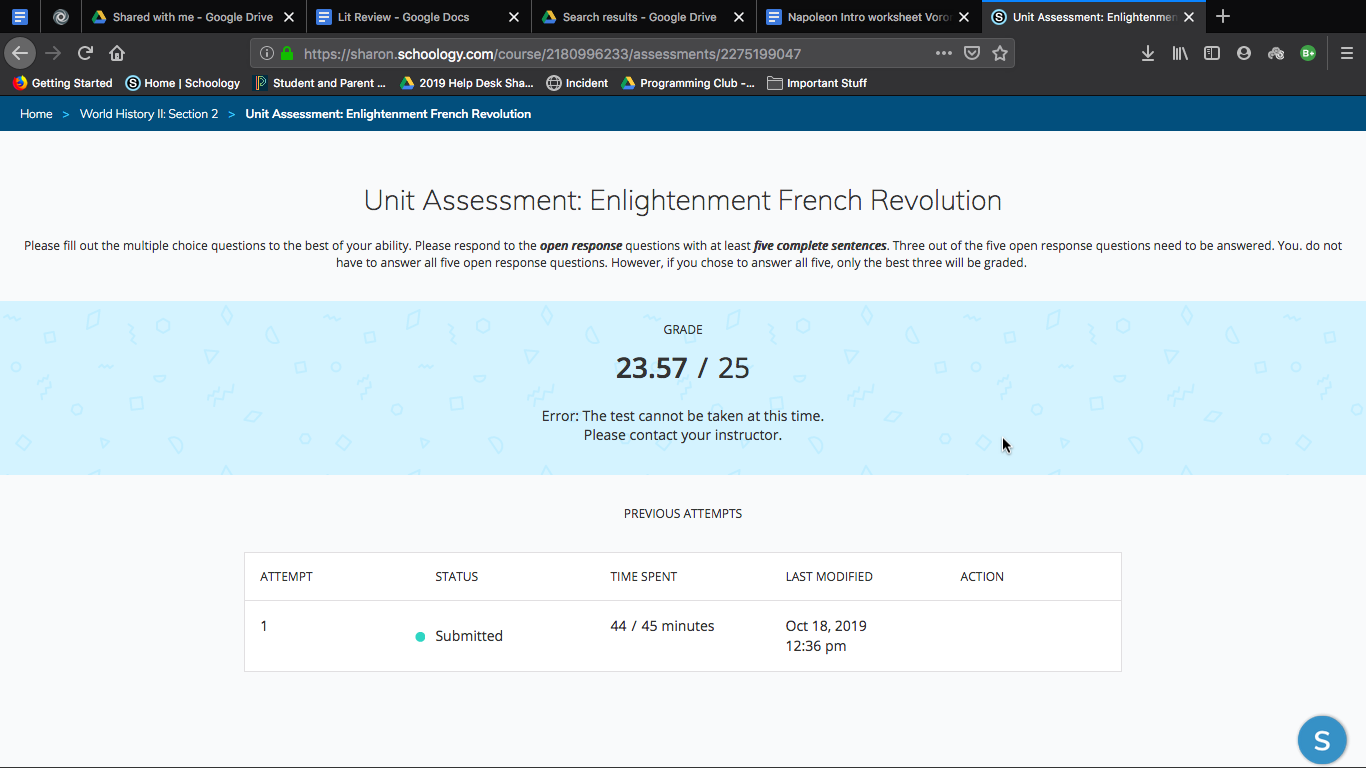 Shared with me - Google Drive
Lit Review - Google Docs
Search results - Google Drive
Napoleon Intro worksheet Voro
Unit Assessment: Enlightenmen
https://sharon.schoology.com/course/2180996233/assessments/2275199047
B+
Getting Started
S Home | Schoology
Student and Parent ...
2019 Help Desk Sha...
Incident
Programming Club -...
Important Stuff
Home > World History II: Section 2 > Unit Assessment: Enlightenment French Revolution
Unit Assessment: Enlightenment French Revolution
Please fill out the multiple choice questions to the best of your ability. Please respond to the open response questions with at least five complete sentences. Three out of the five open response questions need to be answered. You. do not
have to answer all five open response questions. However, if you chose to answer all five, only the best three will be graded.
GRADE
23.57 / 25
Error: The test cannot be taken at this time.
Please contact your instructor.
PREVIOUS ATTEMPTS
ATTEMPT STATUS TIME SPENT LAST MODIFIED ACTION
1 Submitted 44 / 45 minutes Oct 18, 2019
12:36 pm
S